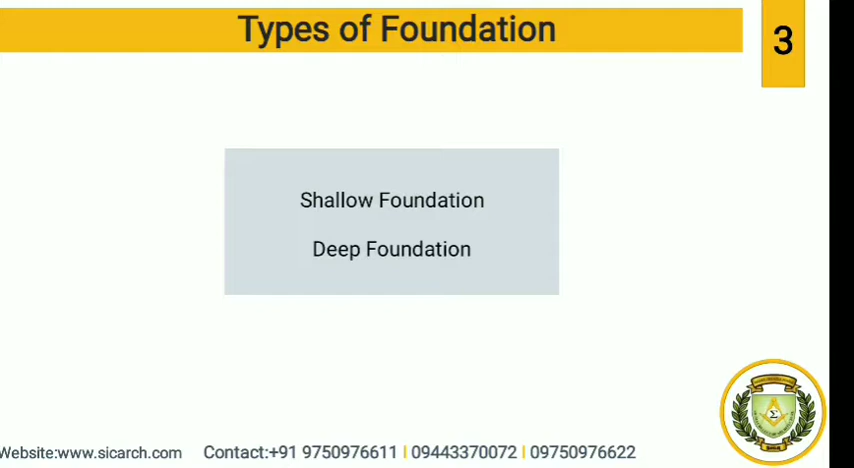 Types of Foundation
3
Shallow Foundation
Deep Foundation
Website:www.sicarch.com Contact:+91 9750976611 I 09443370072 I 09750976622
Σ